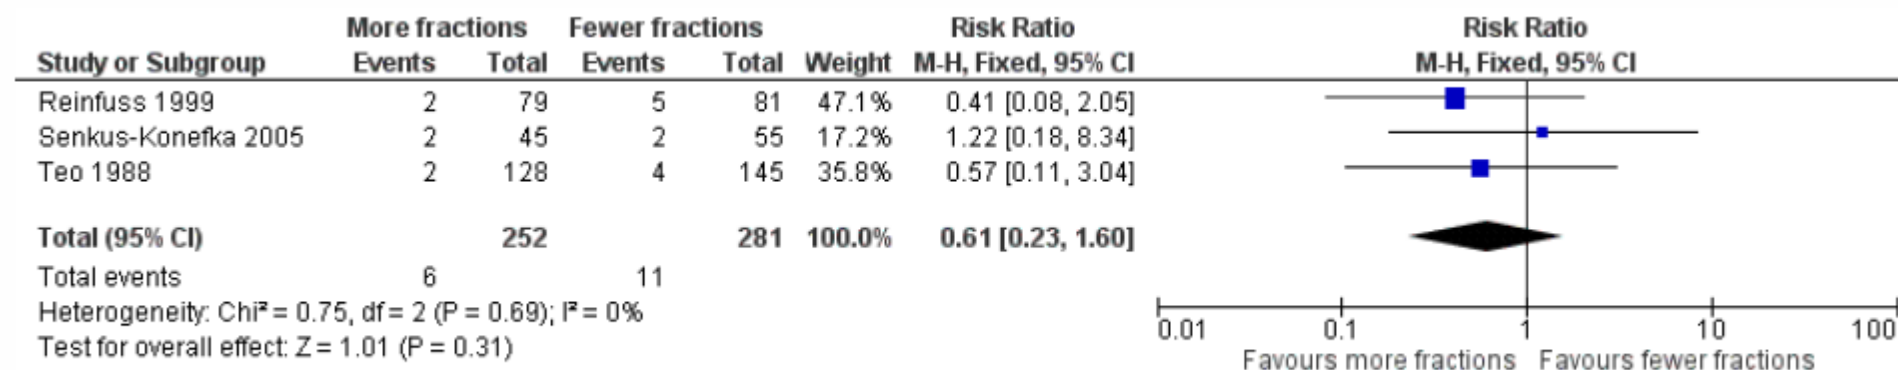 More fractions Fewer fractions Risk Ratio Risk Ratio
Study or Subgroup Events Total Events Total Weight M-H, Fixed, 95% CI M-H, Fixed, 95% CI
Reinfuss 1999 2 79 5 81 47.1% 0.41 [0.08, 2.05]
Senkus-Konefka 2005 2 45 2 55 17.2% 1.22 [0.18, 8.34]
Teo 1988 2 128 4 145 35.8% 0.57 [0.11, 3.04]
Total (95% CI) 252 281 100.0% 0.61 [0.23, 1.60]
Total events 6 11
Heterogeneity: Chi² = 0.75, df = 2 (P = 0.69); I² = 0%
Test for overall effect: Z = 1.01 (P = 0.31)
0.01 0.1 1 10 100
Favours more fractions Favours fewer fractions